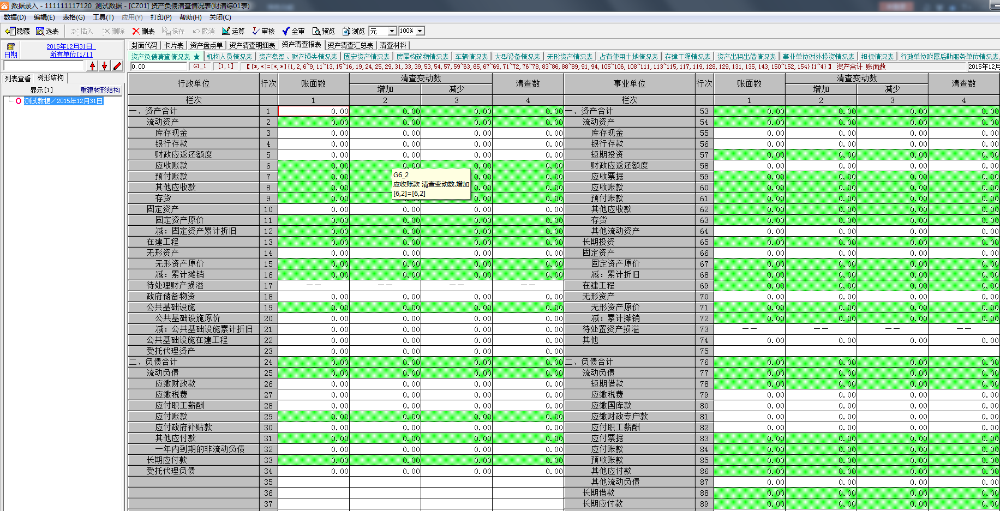 数据录入 - 111111117120  测试数据 - [CZ01] 资产负债清查情况表(财清综01表)
数据(D) 编辑(E) 表格(G) 工具(T) 应用(Y) 打印(P) 帮助(H) 关闭(C)
隐藏 选表 插入 删除 删表 保存 撤消 运算 审核 全审 预览 浏览 元 100%
日期
2015年12月31日
所有单位[1/1]
列表查看 树形结构
显示[1] 重建树形结构
测试数据／2015年12月31日
封面代码 卡片表 资产盘点单 资产清查明细表 资产清查报表 资产清查汇总表 清查材料
资产负债清查情况表 ★ 机构人员情况表 资产盘盈、财产损失情况表 固定资产情况表 房屋构筑物情况表 车辆情况表 大型设备情况表 无形资产情况表 占有使用土地情况表 在建工程情况表 资产出租出借情况表 事业单位对外投资情况表 担保情况表 行政单位附属后勤服务单位情况表
0.00 G1_1 [1,1] 【[*,*]=[*,*]{1,2,6~9,11~13,15~16,19,24,25,29,31,33,39,53,54,57,59~63,65,67~69,71~72,76~78,83~86,88~89,91,94,105~106,108~111,113~115,117,119,128,129,131,135,143,150~152,154}{1~4}】 资产合计 账面数 2015年12月
行政单位 行次 账面数 清查变动数 清查数 事业单位 行次 账面数 清查变动数 清查数
增加 减少 增加 减少
栏次 1 2 3 4 栏次 1 2 3 4
一、资产合计 1 0.00 0.00 0.00 0.00 一、资产合计 53 0.00 0.00 0.00 0.00
流动资产 2 0.00 0.00 0.00 0.00 流动资产 54 0.00 0.00 0.00 0.00
库存现金 3 0.00 0.00 0.00 0.00 库存现金 55 0.00 0.00 0.00 0.00
银行存款 4 0.00 0.00 0.00 0.00 银行存款 56 0.00 0.00 0.00 0.00
财政应返还额度 5 0.00 0.00 0.00 0.00 短期投资 57 0.00 0.00 0.00 0.00
应收账款 6 0.00 0.00 0.00 0.00 财政应返还额度 58 0.00 0.00 0.00 0.00
预付账款 7 0.00 0.00 0.00 应收票据 59 0.00 0.00 0.00 0.00
其他应收款 8 0.00 0.00 0.00 应收账款 60 0.00 0.00 0.00 0.00
存货 9 0.00 0.00 0.00 预付账款 61 0.00 0.00 0.00 0.00
G6_2
应收账款 清查变动数.增加
[6,2]=[6,2]
固定资产 10 0.00 0.00 0.00 0.00 其他应收款 62 0.00 0.00 0.00 0.00
固定资产原价 11 0.00 0.00 0.00 0.00 存货 63 0.00 0.00 0.00 0.00
减：固定资产累计折旧 12 0.00 0.00 0.00 0.00 其他流动资产 64 0.00 0.00 0.00 0.00
在建工程 13 0.00 0.00 0.00 0.00 长期投资 65 0.00 0.00 0.00 0.00
无形资产 14 0.00 0.00 0.00 0.00 固定资产 66 0.00 0.00 0.00 0.00
无形资产原价 15 0.00 0.00 0.00 0.00 固定资产原价 67 0.00 0.00 0.00 0.00
减：累计摊销 16 0.00 0.00 0.00 0.00 减：累计折旧 68 0.00 0.00 0.00 0.00
待处理财产损溢 17 —— —— —— —— 在建工程 69 0.00 0.00 0.00 0.00
政府储备物资 18 0.00 0.00 0.00 0.00 无形资产 70 0.00 0.00 0.00 0.00
公共基础设施 19 0.00 0.00 0.00 0.00 无形资产原价 71 0.00 0.00 0.00 0.00
公共基础设施原价 20 0.00 0.00 0.00 0.00 减：累计摊销 72 0.00 0.00 0.00 0.00
减：公共基础设施累计折旧 21 0.00 0.00 0.00 0.00 待处置资产损溢 73 —— —— —— ——
公共基础设施在建工程 22 0.00 0.00 0.00 0.00 其他 74 0.00 0.00 0.00 0.00
受托代理资产 23 0.00 0.00 0.00 0.00 75
二、负债合计 24 0.00 0.00 0.00 0.00 二、负债合计 76 0.00 0.00 0.00 0.00
流动负债 25 0.00 0.00 0.00 0.00 流动负债 77 0.00 0.00 0.00 0.00
应缴财政款 26 0.00 0.00 0.00 0.00 短期借款 78 0.00 0.00 0.00 0.00
应缴税费 27 0.00 0.00 0.00 0.00 应缴税费 79 0.00 0.00 0.00 0.00
应付职工薪酬 28 0.00 0.00 0.00 0.00 应缴国库款 80 0.00 0.00 0.00 0.00
应付账款 29 0.00 0.00 0.00 0.00 应缴财政专户款 81 0.00 0.00 0.00 0.00
应付政府补贴款 30 0.00 0.00 0.00 0.00 应付职工薪酬 82 0.00 0.00 0.00 0.00
其他应付款 31 0.00 0.00 0.00 0.00 应付票据 83 0.00 0.00 0.00 0.00
一年内到期的非流动负债 32 0.00 0.00 0.00 0.00 应付账款 84 0.00 0.00 0.00 0.00
长期应付款 33 0.00 0.00 0.00 0.00 预收账款 85 0.00 0.00 0.00 0.00
受托代理负债 34 0.00 0.00 0.00 0.00 其他应付款 86 0.00 0.00 0.00 0.00
35 其他流动负债 87 0.00 0.00 0.00 0.00
36 长期借款 88 0.00 0.00 0.00 0.00
37 长期应付款 89 0.00 0.00 0.00 0.00